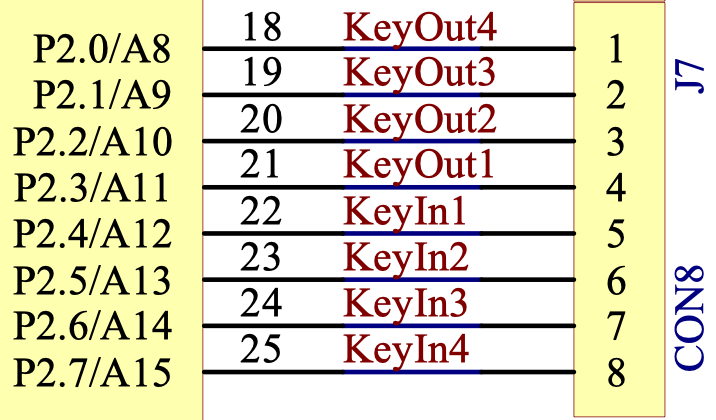 P2.0/A8 18 KeyOut4 1
P2.1/A9 19 KeyOut3 2
P2.2/A10 20 KeyOut2 3
P2.3/A11 21 KeyOut1 4
P2.4/A12 22 KeyIn1 5
P2.5/A13 23 KeyIn2 6
P2.6/A14 24 KeyIn3 7
P2.7/A15 25 KeyIn4 8
J7
CON8